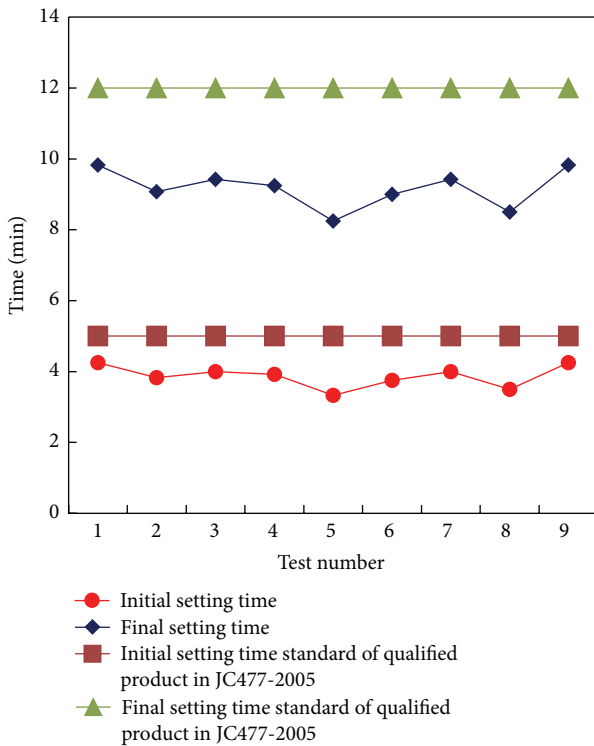 14
12
10
8
6
4
2
0
Time (min)
1 2 3 4 5 6 7 8 9
Test number
Initial setting time
Final setting time
Initial setting time standard of qualified
product in JC477-2005
Final setting time standard of qualified
product in JC477-2005